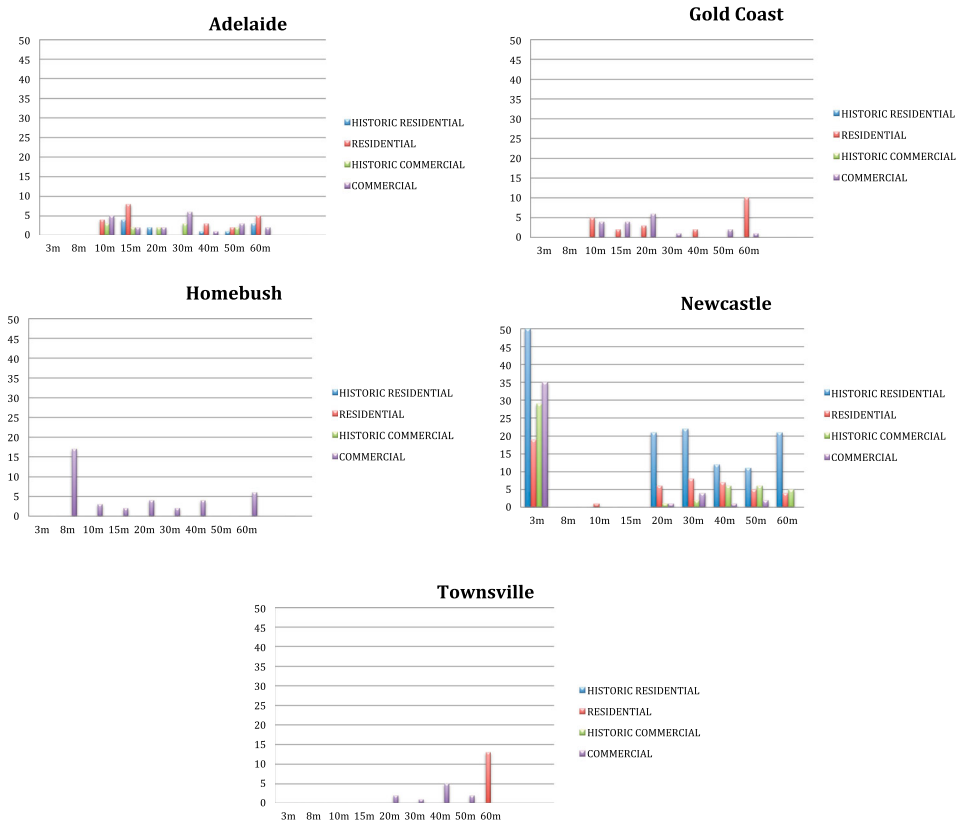 Adelaide
50
45
40
35
30
25
20
15
10
5
0
3m 8m 10m 15m 20m 30m 40m 50m 60m
HISTORIC RESIDENTIAL
RESIDENTIAL
HISTORIC COMMERCIAL
COMMERCIAL
Gold Coast
50
45
40
35
30
25
20
15
10
5
0
3m 8m 10m 15m 20m 30m 40m 50m 60m
HISTORIC RESIDENTIAL
RESIDENTIAL
HISTORIC COMMERCIAL
COMMERCIAL
Homebush
50
45
40
35
30
25
20
15
10
5
0
3m 8m 10m 15m 20m 30m 40m 50m 60m
HISTORIC RESIDENTIAL
RESIDENTIAL
HISTORIC COMMERCIAL
COMMERCIAL
Newcastle
50
45
40
35
30
25
20
15
10
5
0
3m 8m 10m 15m 20m 30m 40m 50m 60m
HISTORIC RESIDENTIAL
RESIDENTIAL
HISTORIC COMMERCIAL
COMMERCIAL
Townsville
50
45
40
35
30
25
20
15
10
5
0
3m 8m 10m 15m 20m 30m 40m 50m 60m
HISTORIC RESIDENTIAL
RESIDENTIAL
HISTORIC COMMERCIAL
COMMERCIAL